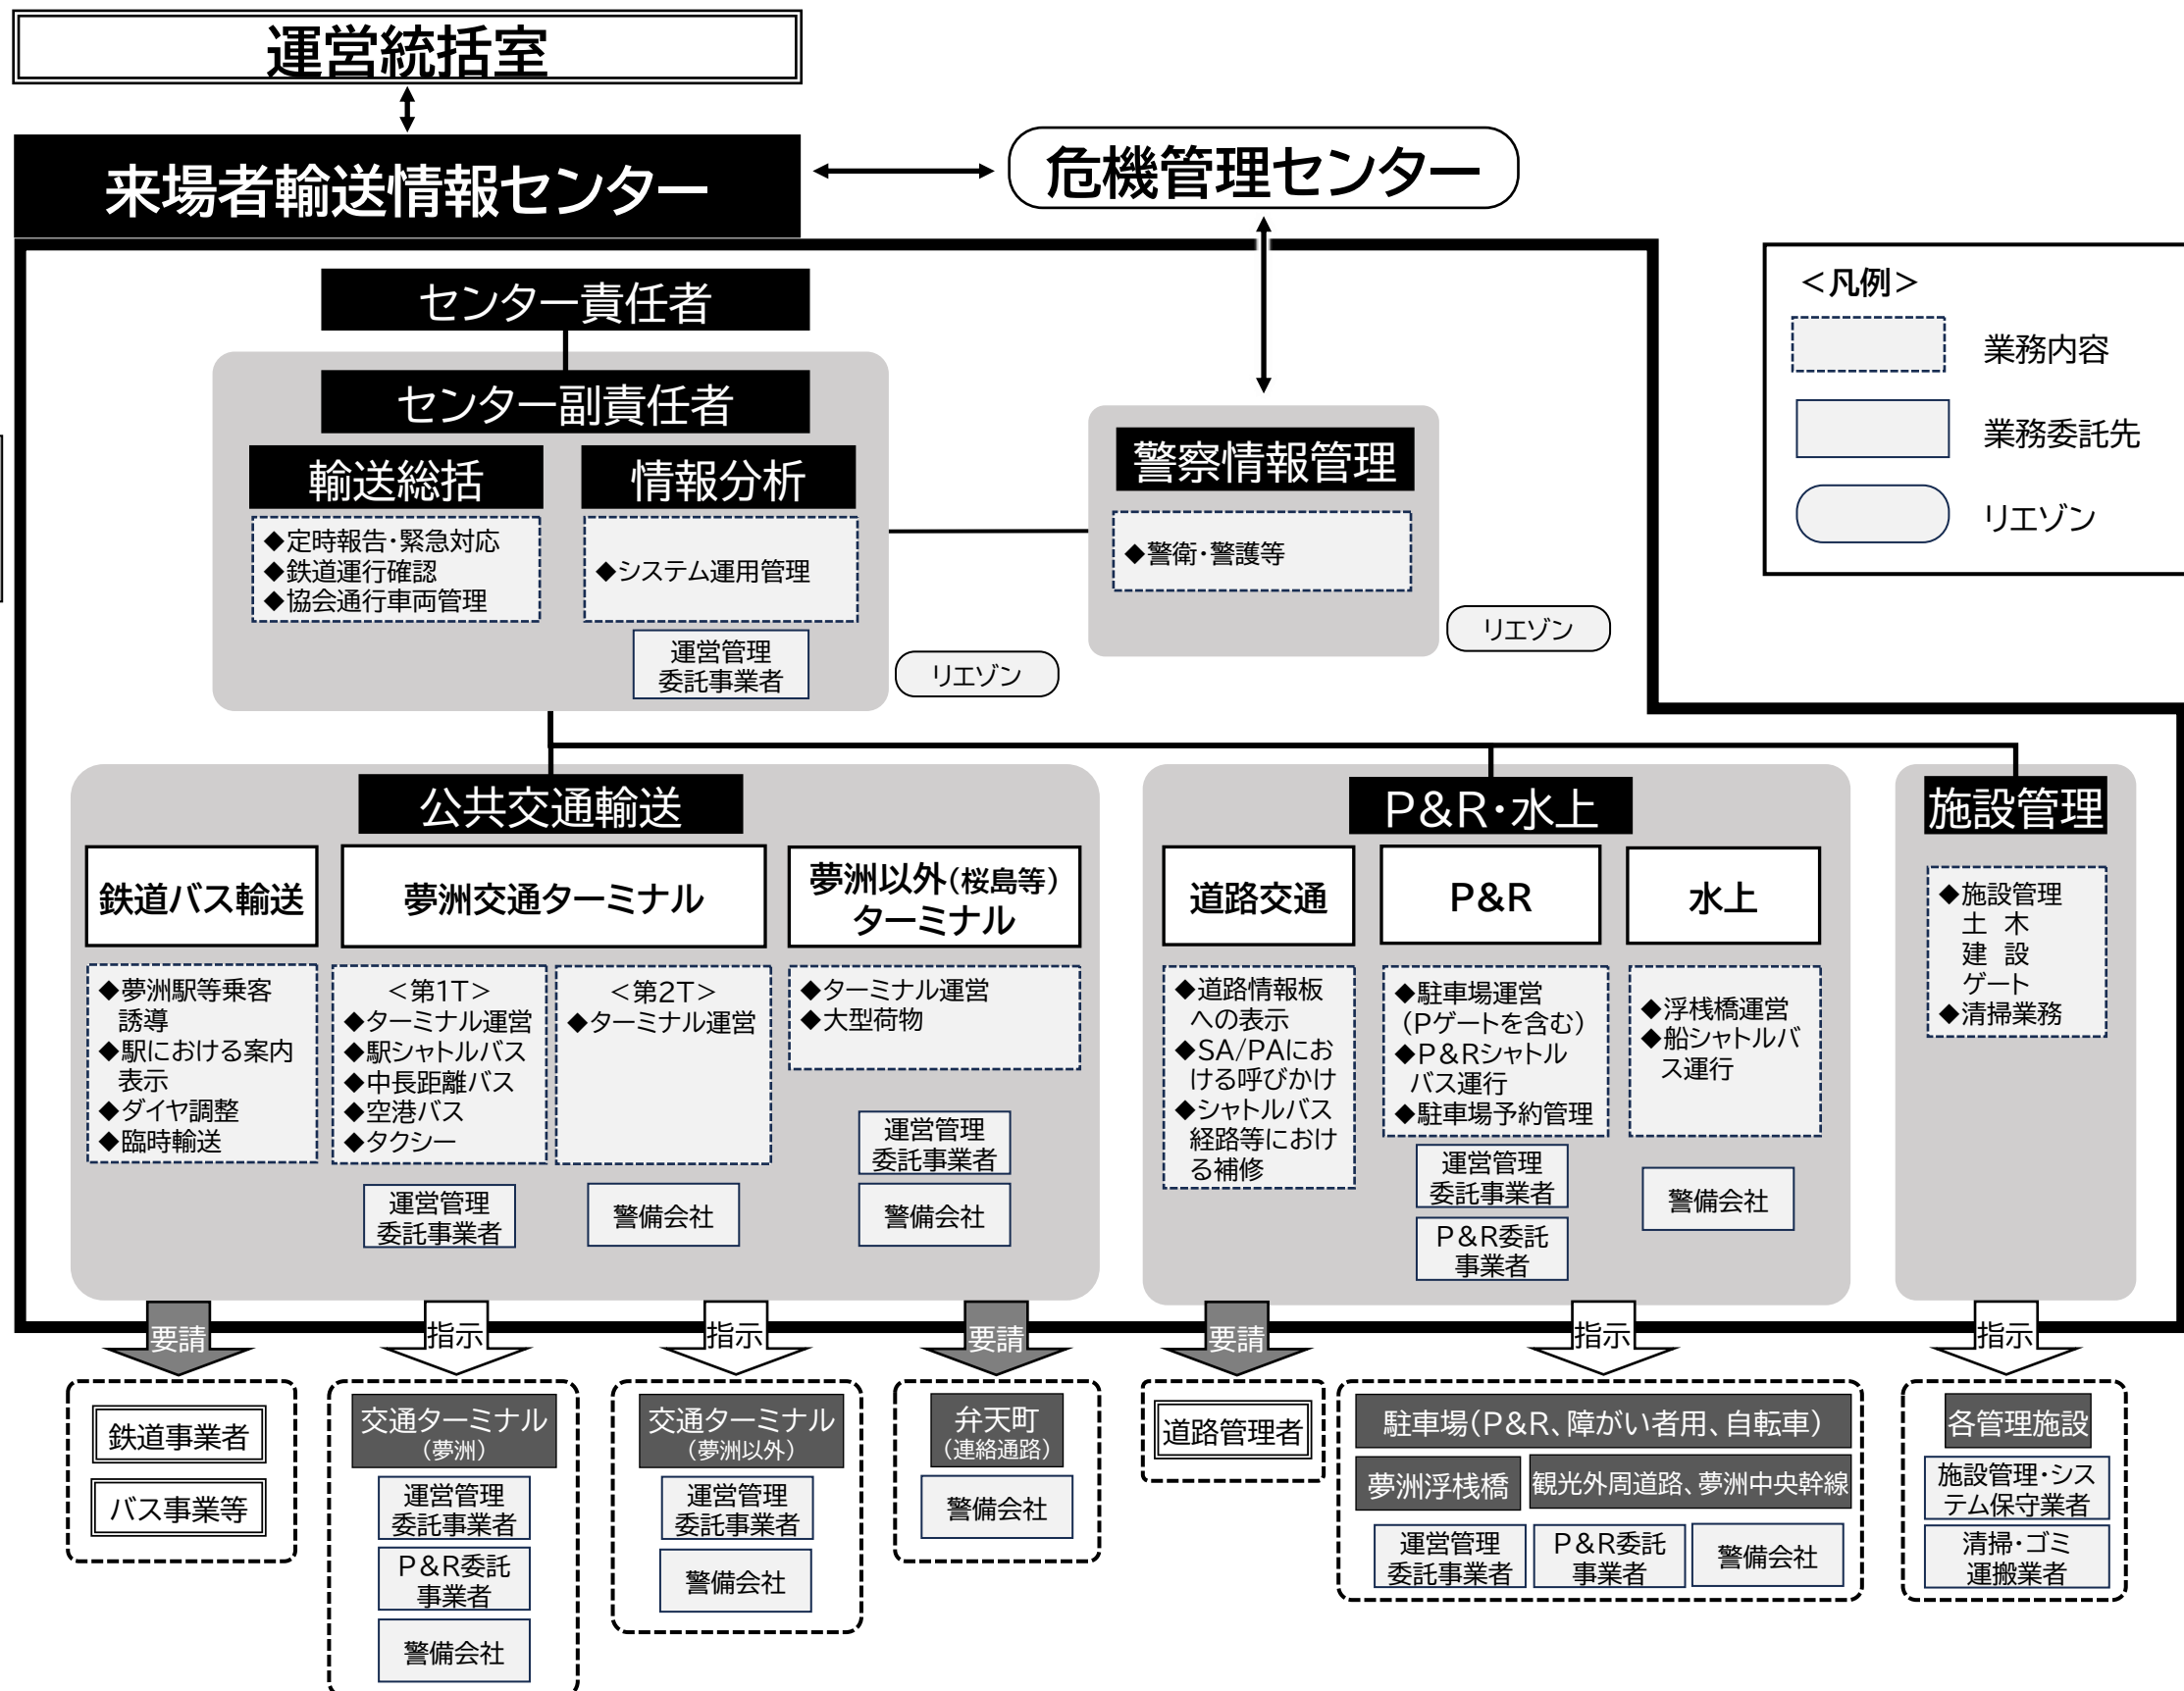 運営統括室
来場者輸送情報センター
危機管理センター
センター責任者
センター副責任者
輸送総括
◆定時報告・緊急対応
◆鉄道運行確認
◆協会通行車両管理
情報分析
◆システム運用管理
運営管理
委託事業者
リエゾン
警察情報管理
◆警衛・警護等
リエゾン
＜凡例＞
業務内容
業務委託先
リエゾン
公共交通輸送
鉄道バス輸送
◆夢洲駅等乗客
誘導
◆駅における案内
表示
◆ダイヤ調整
◆臨時輸送
夢洲交通ターミナル
＜第1T＞
◆ターミナル運営
◆駅シャトルバス
◆中長距離バス
◆空港バス
◆タクシー
運営管理
委託事業者
＜第2T＞
◆ターミナル運営
警備会社
夢洲以外（桜島等）
ターミナル
◆ターミナル運営
◆大型荷物
運営管理
委託事業者
警備会社
P＆R・水上
道路交通
◆道路情報板
への表示
◆SA/PAにお
ける呼びかけ
◆シャトルバス
経路等におけ
る補修
P&R
◆駐車場運営
（Pゲートを含む）
◆P＆Rシャトル
バス運行
◆駐車場予約管理
運営管理
委託事業者
P＆R委託
事業者
水上
◆浮桟橋運営
◆船シャトルバ
ス運行
警備会社
施設管理
◆施設管理
土　木
建　設
ゲート
◆清掃業務
要請
指示
指示
要請
要請
指示
指示
鉄道事業者
バス事業等
交通ターミナル
（夢洲）
運営管理
委託事業者
P＆R委託
事業者
警備会社
交通ターミナル
（夢洲以外）
運営管理
委託事業者
警備会社
弁天町
（連絡通路）
警備会社
道路管理者
駐車場（P&R、障がい者用、自転車）
夢洲浮桟橋
観光外周道路、夢洲中央幹線
運営管理
委託事業者
P＆R委託
事業者
警備会社
各管理施設
施設管理・シス
テム保守業者
清掃・ゴミ
運搬業者